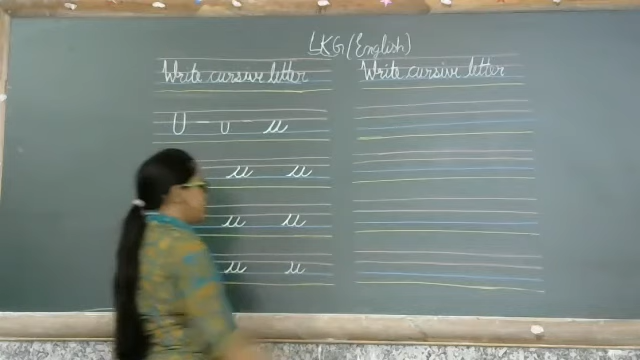 LKG (English)
Write cursive letter
Write cursive letter
U - u u
u u
u u
u u